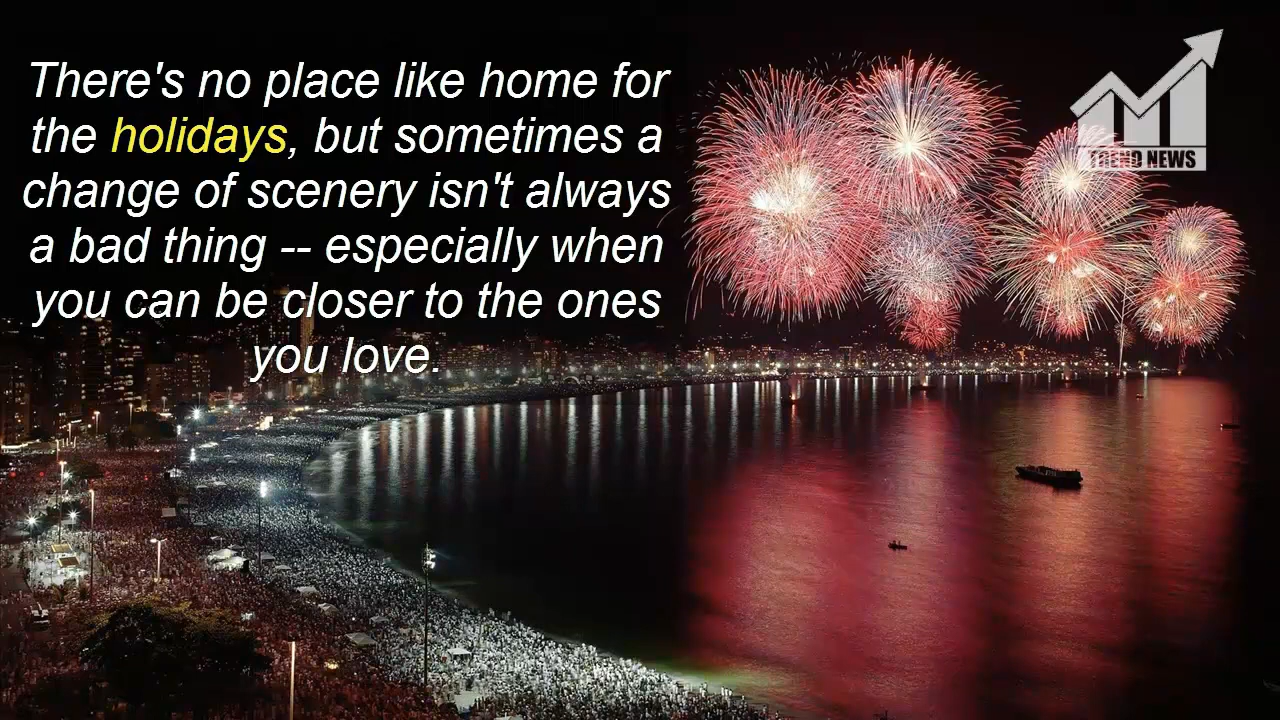 There's no place like home for
the holidays, but sometimes a
change of scenery isn't always
a bad thing -- especially when
you can be closer to the ones
you love.
TREND NEWS